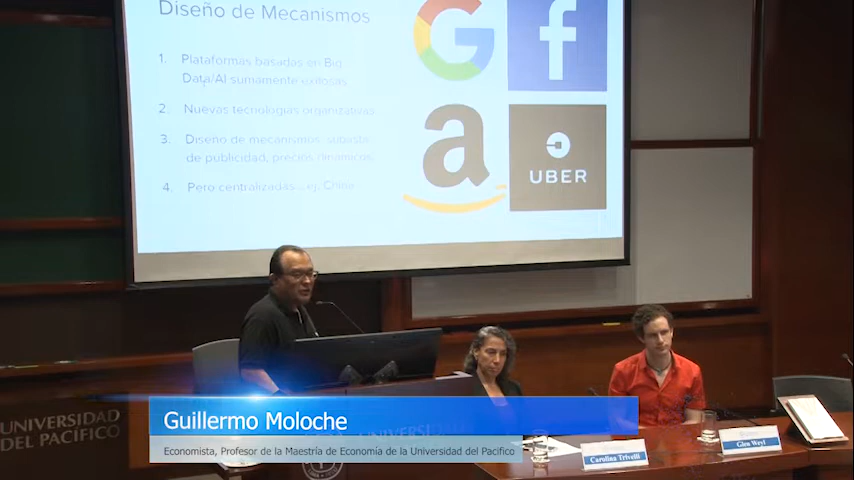 Diseño de Mecanismos
1. Plataformas basadas en Big
Data/AI sumamente exitosas
2. Nuevas tecnologías organizativas
3. Diseño de mecanismos: subasta
de publicidad, precios dinámicos
4. Pero centralizadas... ej. China
G
f
a
UBER
UNIVERSIDAD
DEL PACÍFICO
Guillermo Moloche
Economista, Profesor de la Maestría de Economía de la Universidad del Pacifico
Carolina Trivelli
Glen Weyl